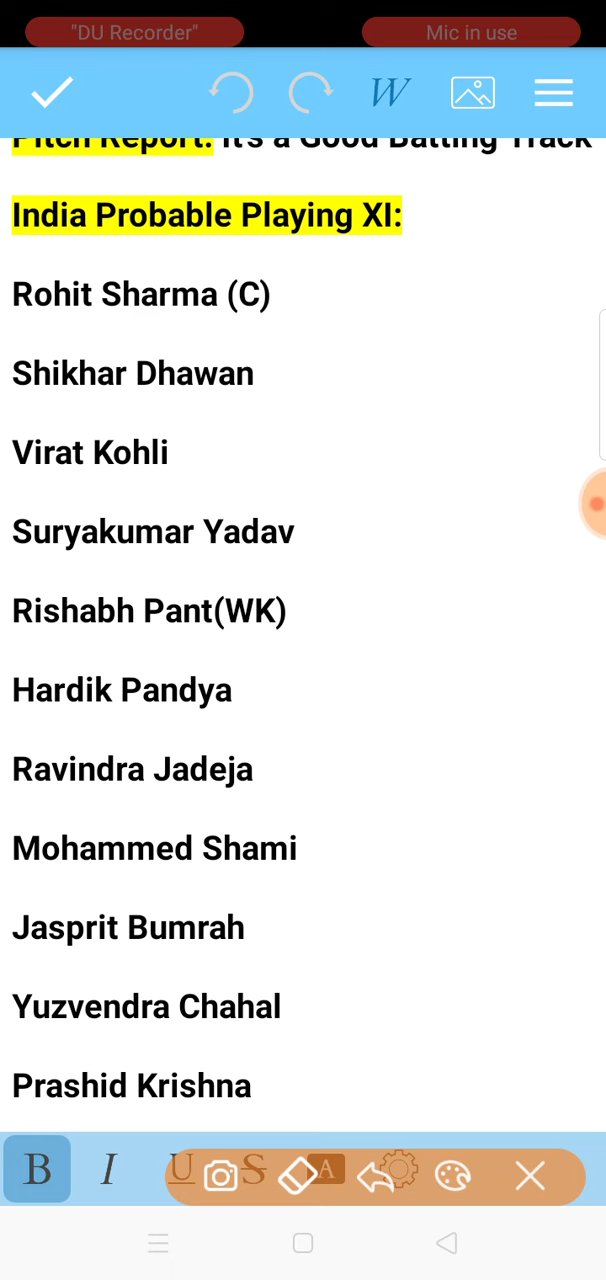 "DU Recorder" Mic in use
W
Pitch Report: It's a Good Batting Track
India Probable Playing XI:
Rohit Sharma (C)
Shikhar Dhawan
Virat Kohli
Suryakumar Yadav
Rishabh Pant(WK)
Hardik Pandya
Ravindra Jadeja
Mohammed Shami
Jasprit Bumrah
Yuzvendra Chahal
Prashid Krishna
B I U S A